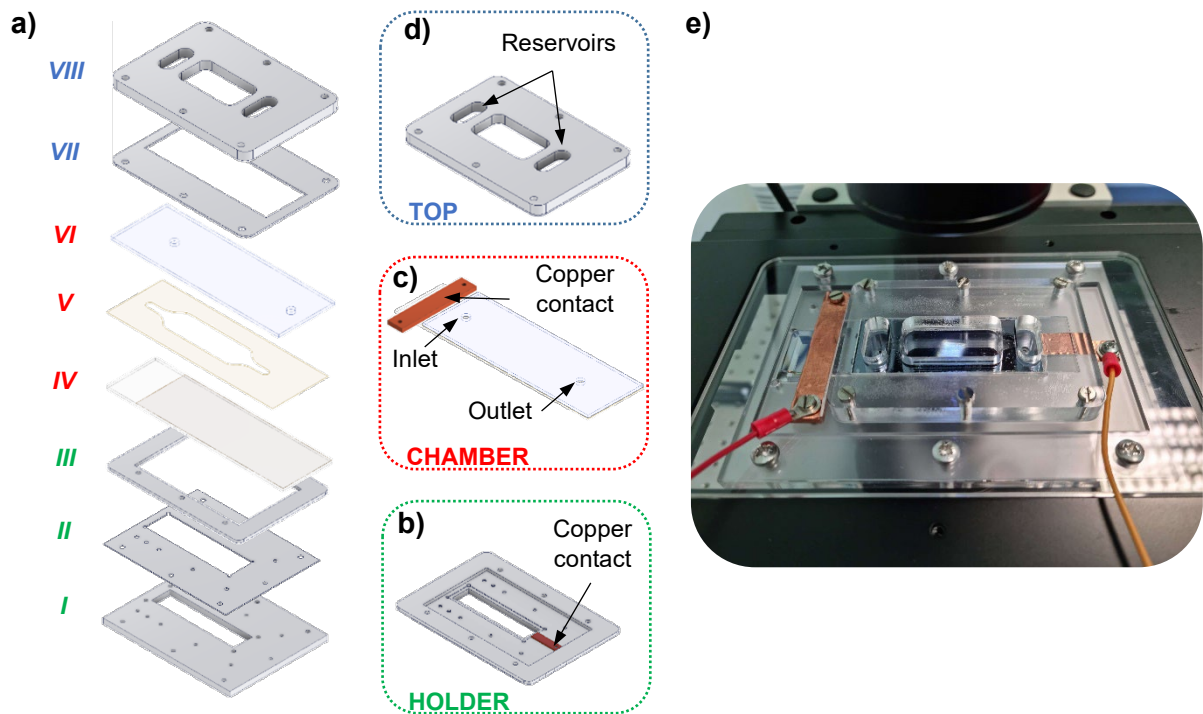 a)
VIII
VII
VI
V
IV
III
II
I
d)
Reservoirs
TOP
c)
Copper
contact
Inlet
Outlet
CHAMBER
b)
Copper
contact
HOLDER
e)